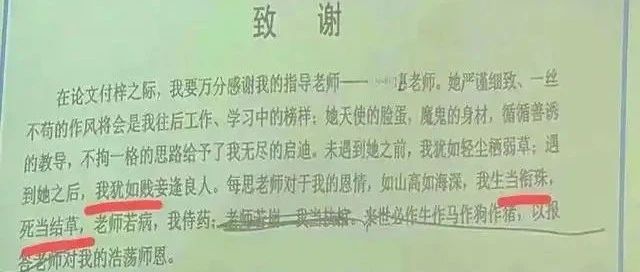 致 谢
在论文付梓之际,我要万分感谢我的指导老师——老师。她严谨细致、一丝
不苟的作风将会是我往后工作、学习中的榜样;她天使的脸蛋,魔鬼的身材,循循善诱
的教导,不拘一格的思路给予了我无尽的启迪。未遇到她之前,我犹如轻尘栖弱草;遇
到她之后,我犹如贱妾逢良人。每思老师对于我的恩情,如山高如海深,我生当衔珠,
死当结草,老师若病,我侍药;老师若崩,我当扶棺。来世必作牛作马作狗作猪,以报
答老师对我的浩荡师恩。